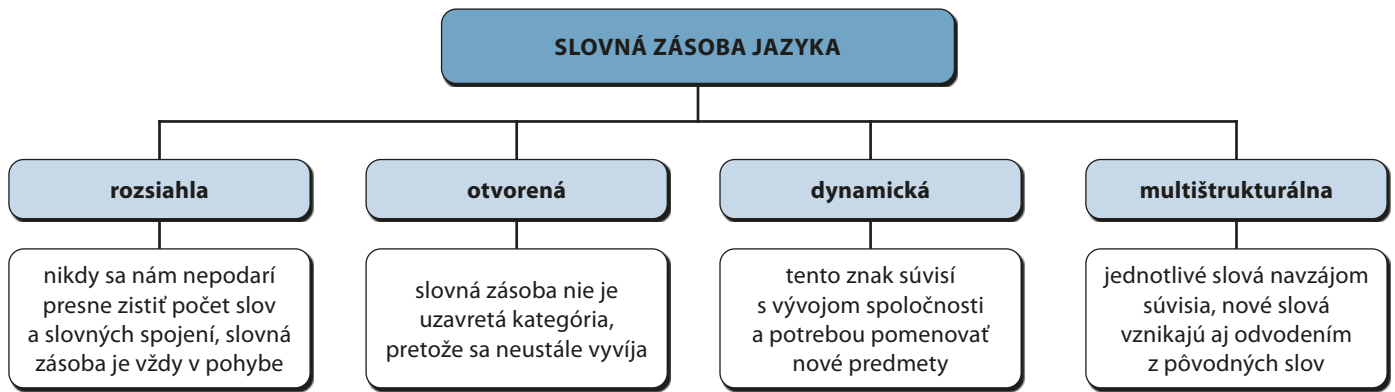 SLOVNÁ ZÁSOBA JAZYKA
rozsiahla
nikdy sa nám nepodarí
presne zistiť počet slov
a slovných spojení, slovná
zásoba je vždy v pohybe
otvorená
slovná zásoba nie je
uzavretá kategória,
pretože sa neustále vyvíja
dynamická
tento znak súvisí
s vývojom spoločnosti
a potrebou pomenovať
nové predmety
multištrukturálna
jednotlivé slová navzájom
súvisia, nové slová
vznikajú aj odvodením
z pôvodných slov